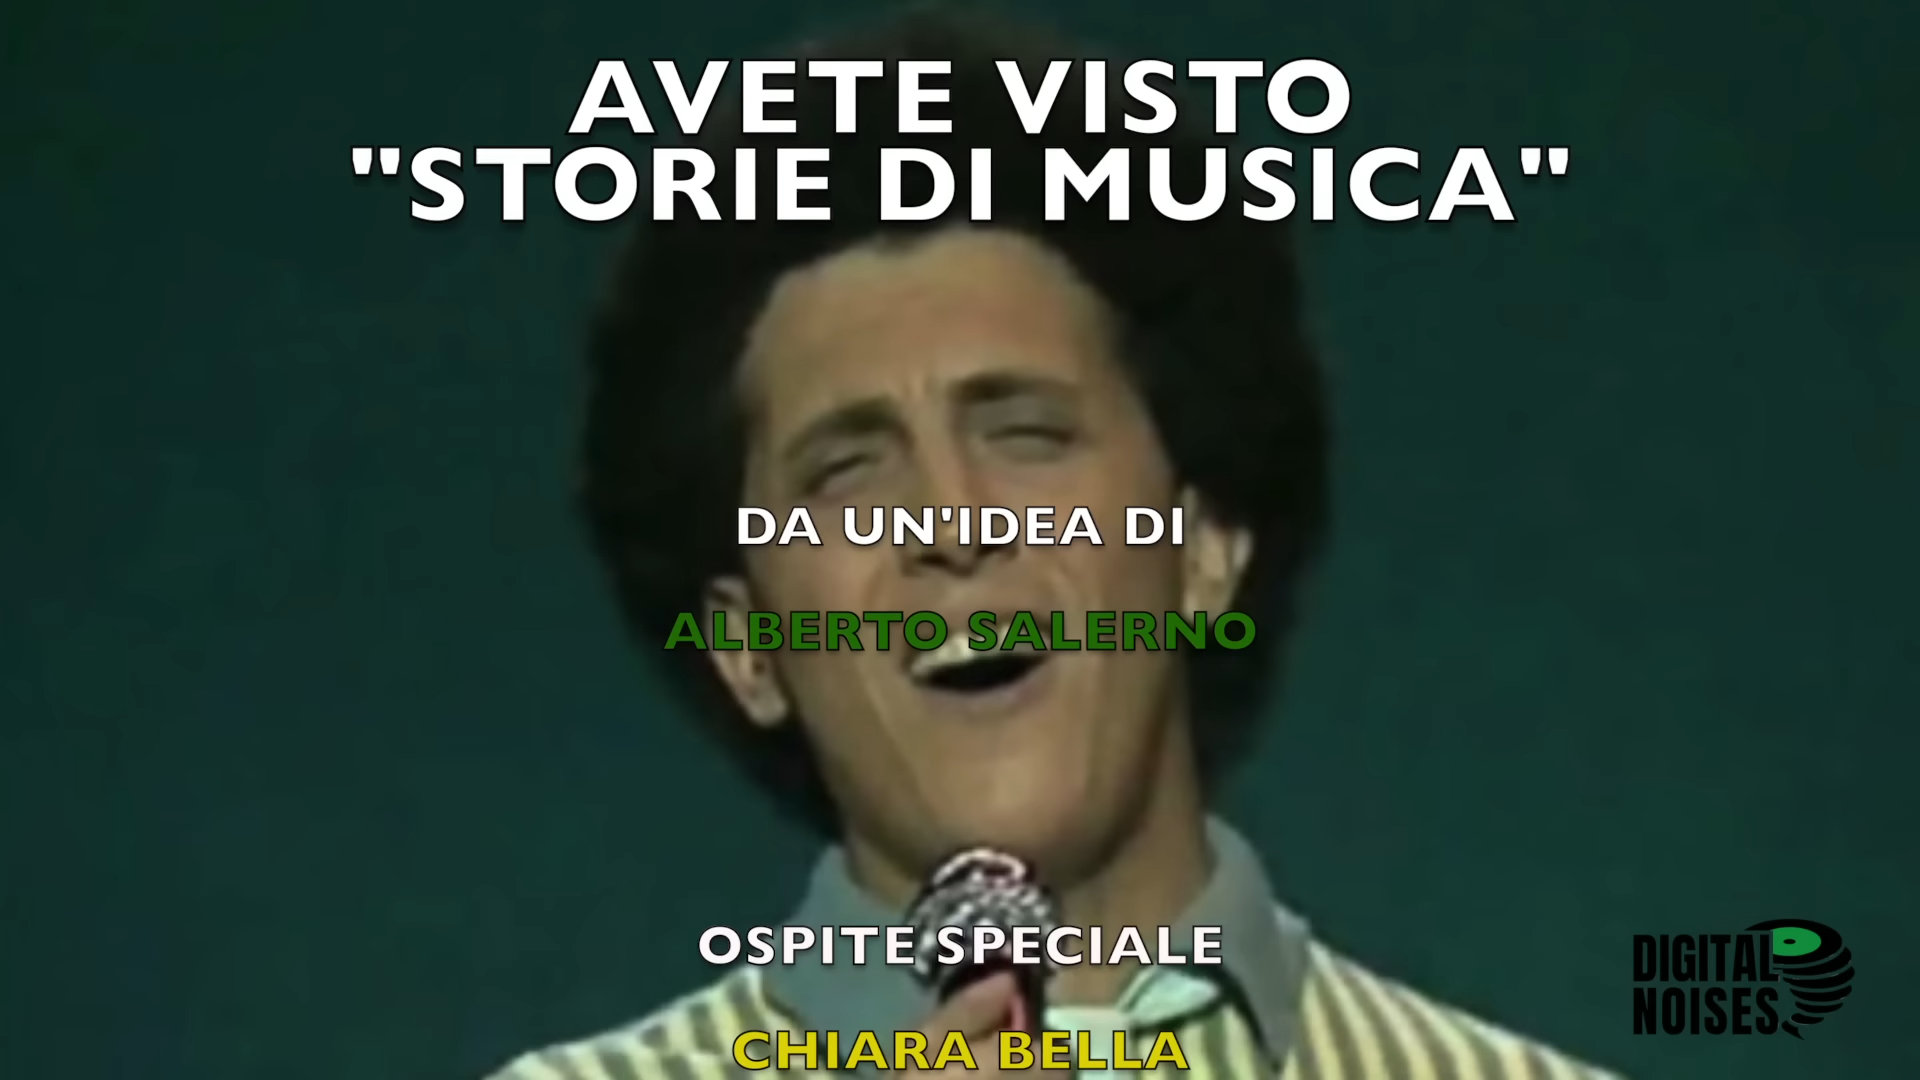 AVETE VISTO
"STORIE DI MUSICA"
DA UN'IDEA DI
ALBERTO SALERNO
OSPITE SPECIALE
CHIARA BELLA
DIGITAL
NOISES